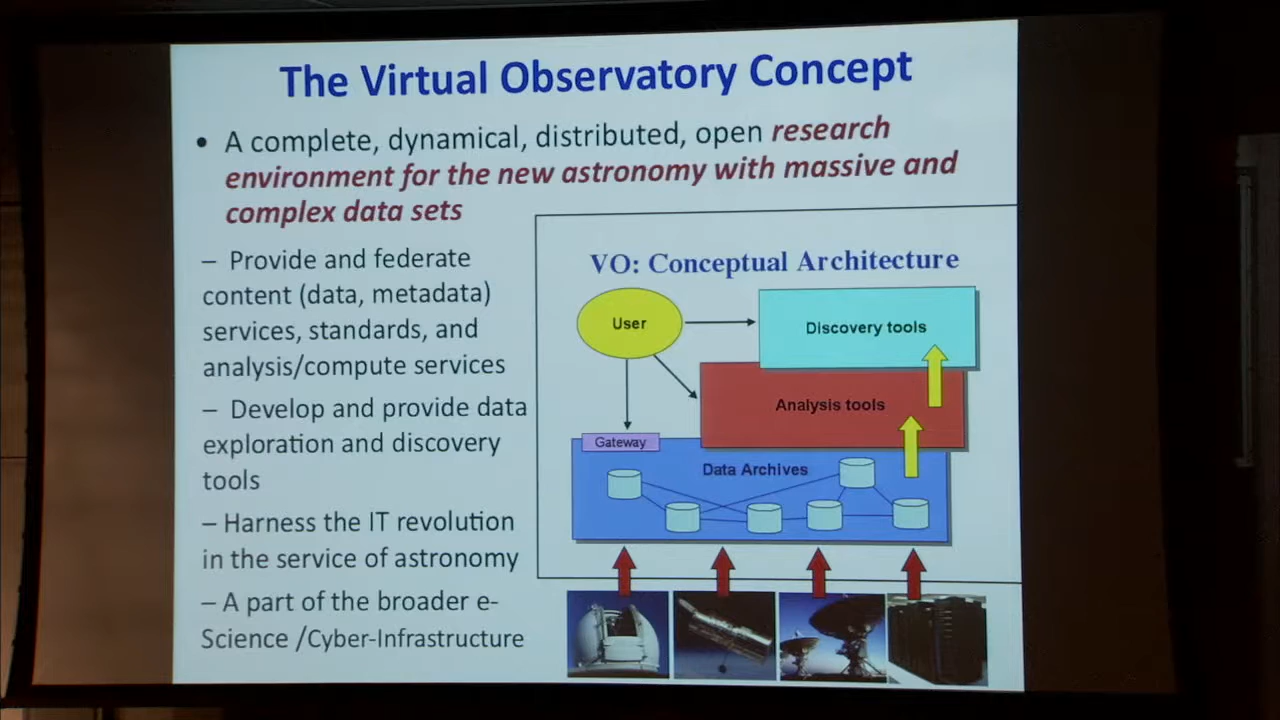 The Virtual Observatory Concept
• A complete, dynamical, distributed, open research
environment for the new astronomy with massive and
complex data sets
– Provide and federate
content (data, metadata)
services, standards, and
analysis/compute services
– Develop and provide data
exploration and discovery
tools
– Harness the IT revolution
in the service of astronomy
– A part of the broader e-
Science /Cyber-Infrastructure
VO: Conceptual Architecture
User
Discovery tools
Analysis tools
Gateway
Data Archives